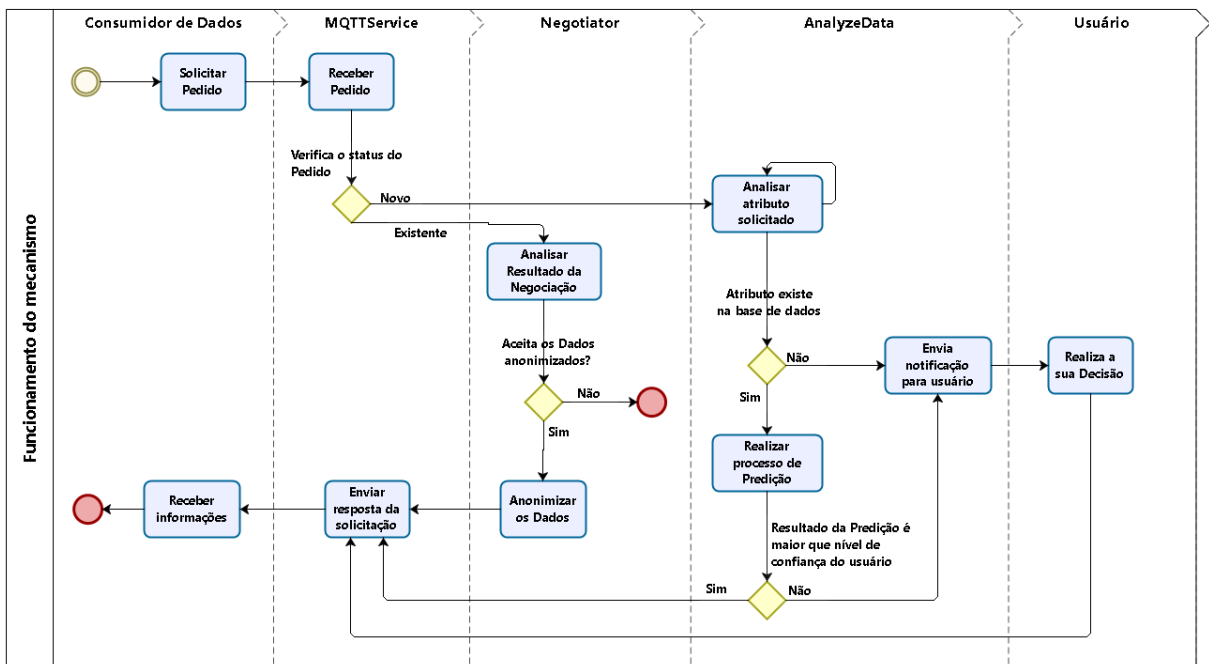 Consumidor de Dados
MQTTService
Negotiator
AnalyzeData
Usuário
Funcionamento do mecanismo
Solicitar
Pedido
Receber
Pedido
Verifica o status do
Pedido
Novo
Existente
Analisar
atributo
solicitado
Analisar
Resultado da
Negociação
Atributo existe
na base de dados
Aceita os Dados
anonimizados?
Não
Sim
Não
Sim
Envia
notificação
para usuário
Realiza a
sua Decisão
Realizar
processo de
Predição
Receber
informações
Enviar
resposta da
solicitação
Anonimizar
os Dados
Resultado da Predição é
maior que nível de
confiança do usuário
Sim
Não